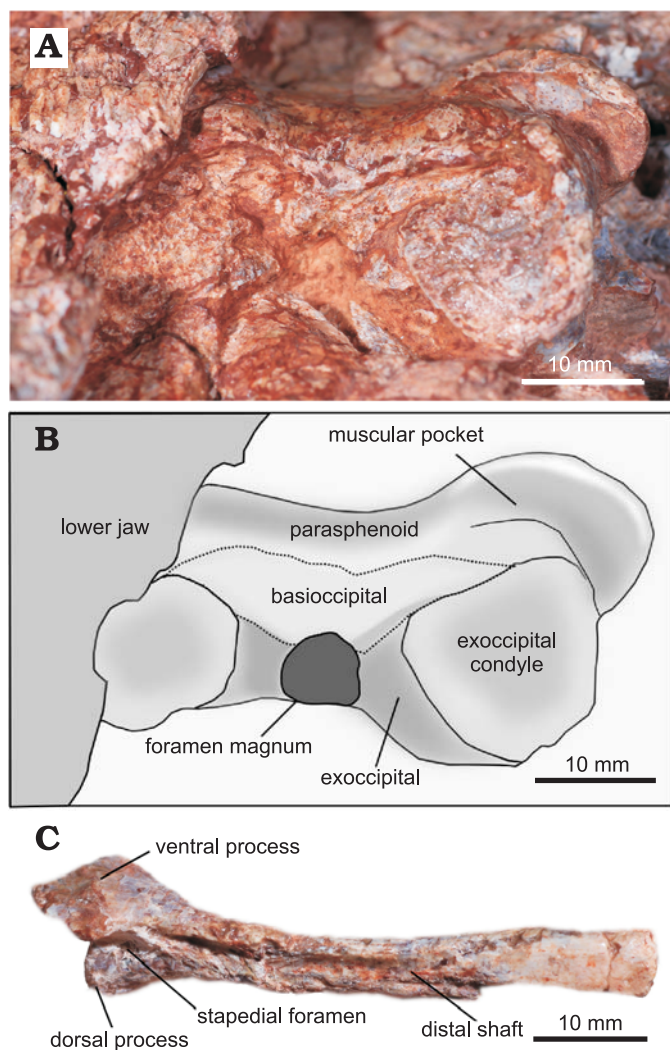 A
10 mm
B
muscular pocket
lower jaw
parasphenoid
basioccipital
exoccipital
condyle
foramen magnum
exoccipital
10 mm
C
ventral process
stapedial foramen
distal shaft
dorsal process
10 mm